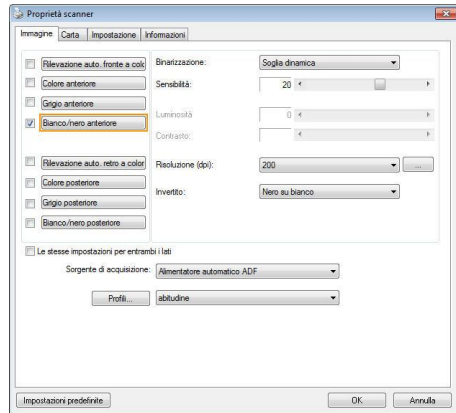 Proprietà scanner
Immagine Carta Impostazione Informazioni
Rilevazione auto. fronte a colo
Binarizzazione: Soglia dinamica
Colore anteriore
Sensibilità: 20
Grigio anteriore
Luminosità 0
Bianco/nero anteriore
Contrasto:
Rilevazione auto. retro a color
Risoluzione (dpi): 200 ...
Colore posteriore
Invertito: Nero su bianco
Grigio posteriore
Bianco/nero posteriore
Le stesse impostazioni per entrambi i lati
Sorgente di acquisizione: Alimentatore automatico ADF
Profili... abitudine
Impostazioni predefinite OK Annulla